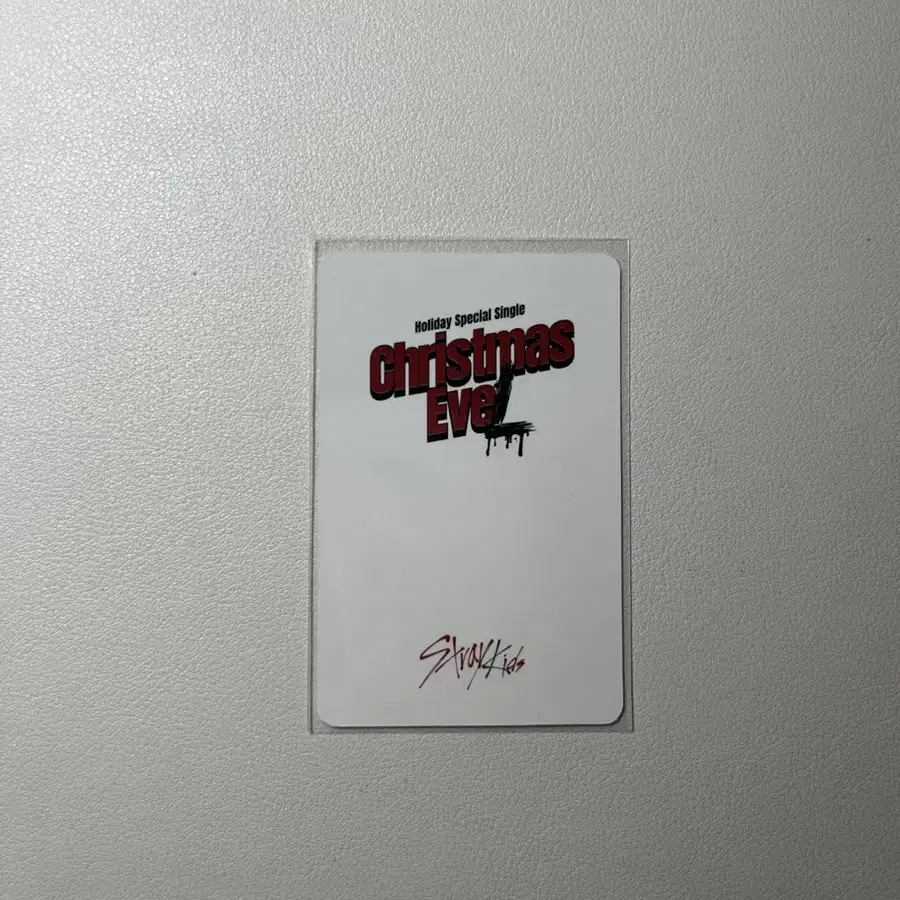 Holiday Special Single
Christmas
EveL
Stray Kids